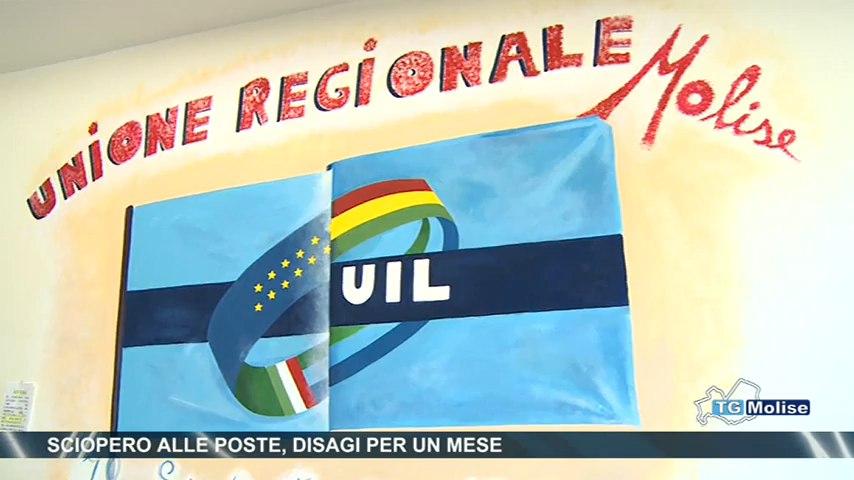 UNIONE REGIONALE Molise
UIL
TG Molise
SCIOPERO ALLE POSTE, DISAGI PER UN MESE